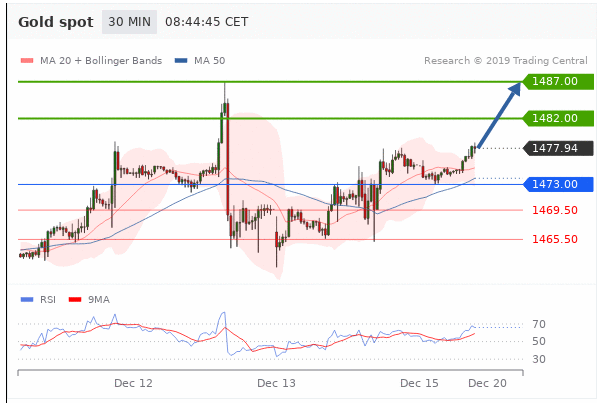 Gold spot 30 MIN 08:44:45 CET
MA 20 + Bollinger Bands MA 50 Research © 2019 Trading Central
1487.00
1482.00
1477.94
1473.00
1469.50
1465.50
RSI 9MA
70
50
30
Dec 12 Dec 13 Dec 15 Dec 20